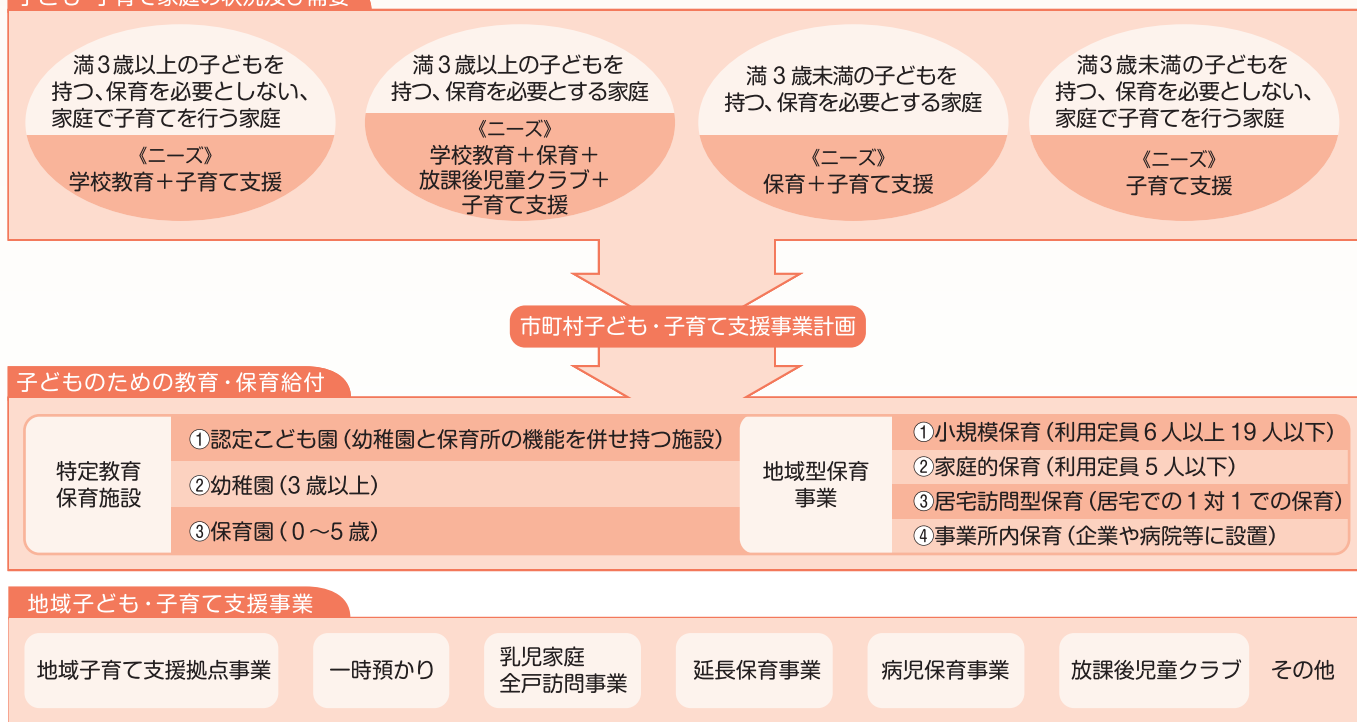 子ども・子育て家庭の状況及び需要
満3歳以上の子どもを
持つ、保育を必要としない、
家庭で子育てを行う家庭
《ニーズ》
学校教育＋子育て支援
満3歳以上の子どもを
持つ、保育を必要とする家庭
《ニーズ》
学校教育＋保育＋
放課後児童クラブ＋
子育て支援
満3歳未満の子どもを
持つ、保育を必要とする家庭
《ニーズ》
保育＋子育て支援
満3歳未満の子どもを
持つ、保育を必要としない、
家庭で子育てを行う家庭
《ニーズ》
子育て支援
市町村子ども・子育て支援事業計画
子どものための教育・保育給付
特定教育
保育施設
①認定こども園（幼稚園と保育所の機能を併せ持つ施設）
②幼稚園（3歳以上）
③保育園（0～5歳）
地域型保育
事業
①小規模保育（利用定員6人以上19人以下）
②家庭的保育（利用定員5人以下）
③居宅訪問型保育（居宅での1対1での保育）
④事業所内保育（企業や病院等に設置）
地域子ども・子育て支援事業
地域子育て支援拠点事業
一時預かり
乳児家庭
全戸訪問事業
延長保育事業
病児保育事業
放課後児童クラブ
その他